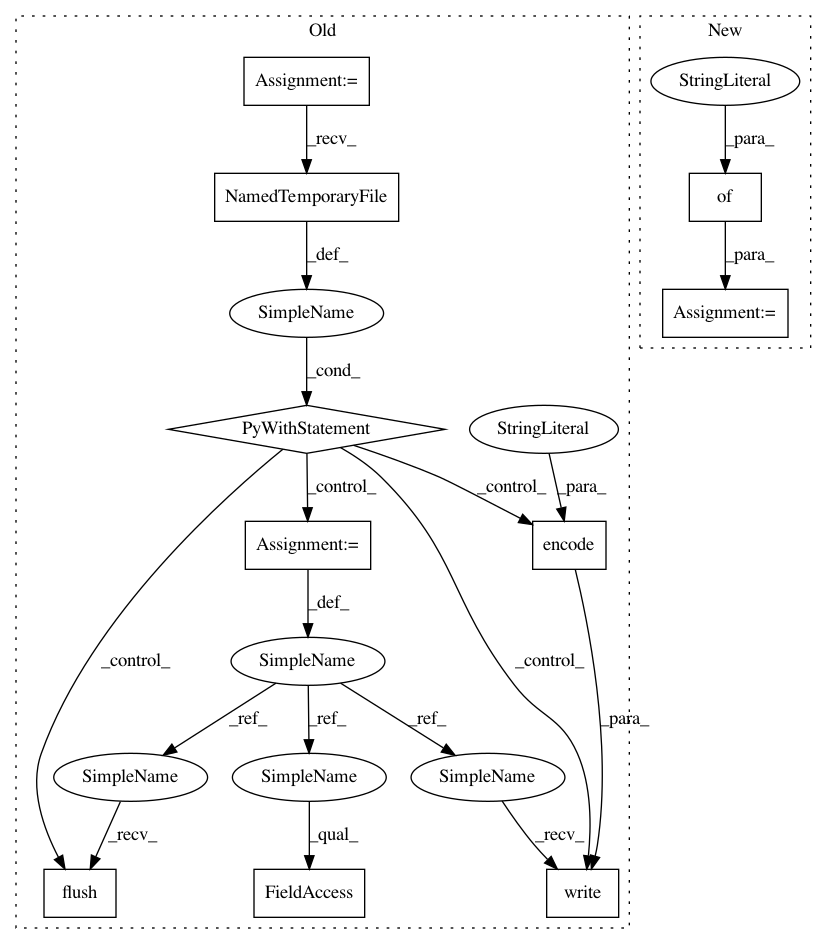 Old
New
Assignment:=
StringLiteral
_recv_
_para_
NamedTemporaryFile
of
_def_
_para_
SimpleName
Assignment:=
_cond_
PyWithStatement
StringLiteral
_control_
_control_
_para_
Assignment:=
encode
_def_
SimpleName
_control_
_control_
_ref_
_ref_
_ref_
_para_
SimpleName
SimpleName
SimpleName
_recv_
_qual_
_recv_
flush
FieldAccess
write